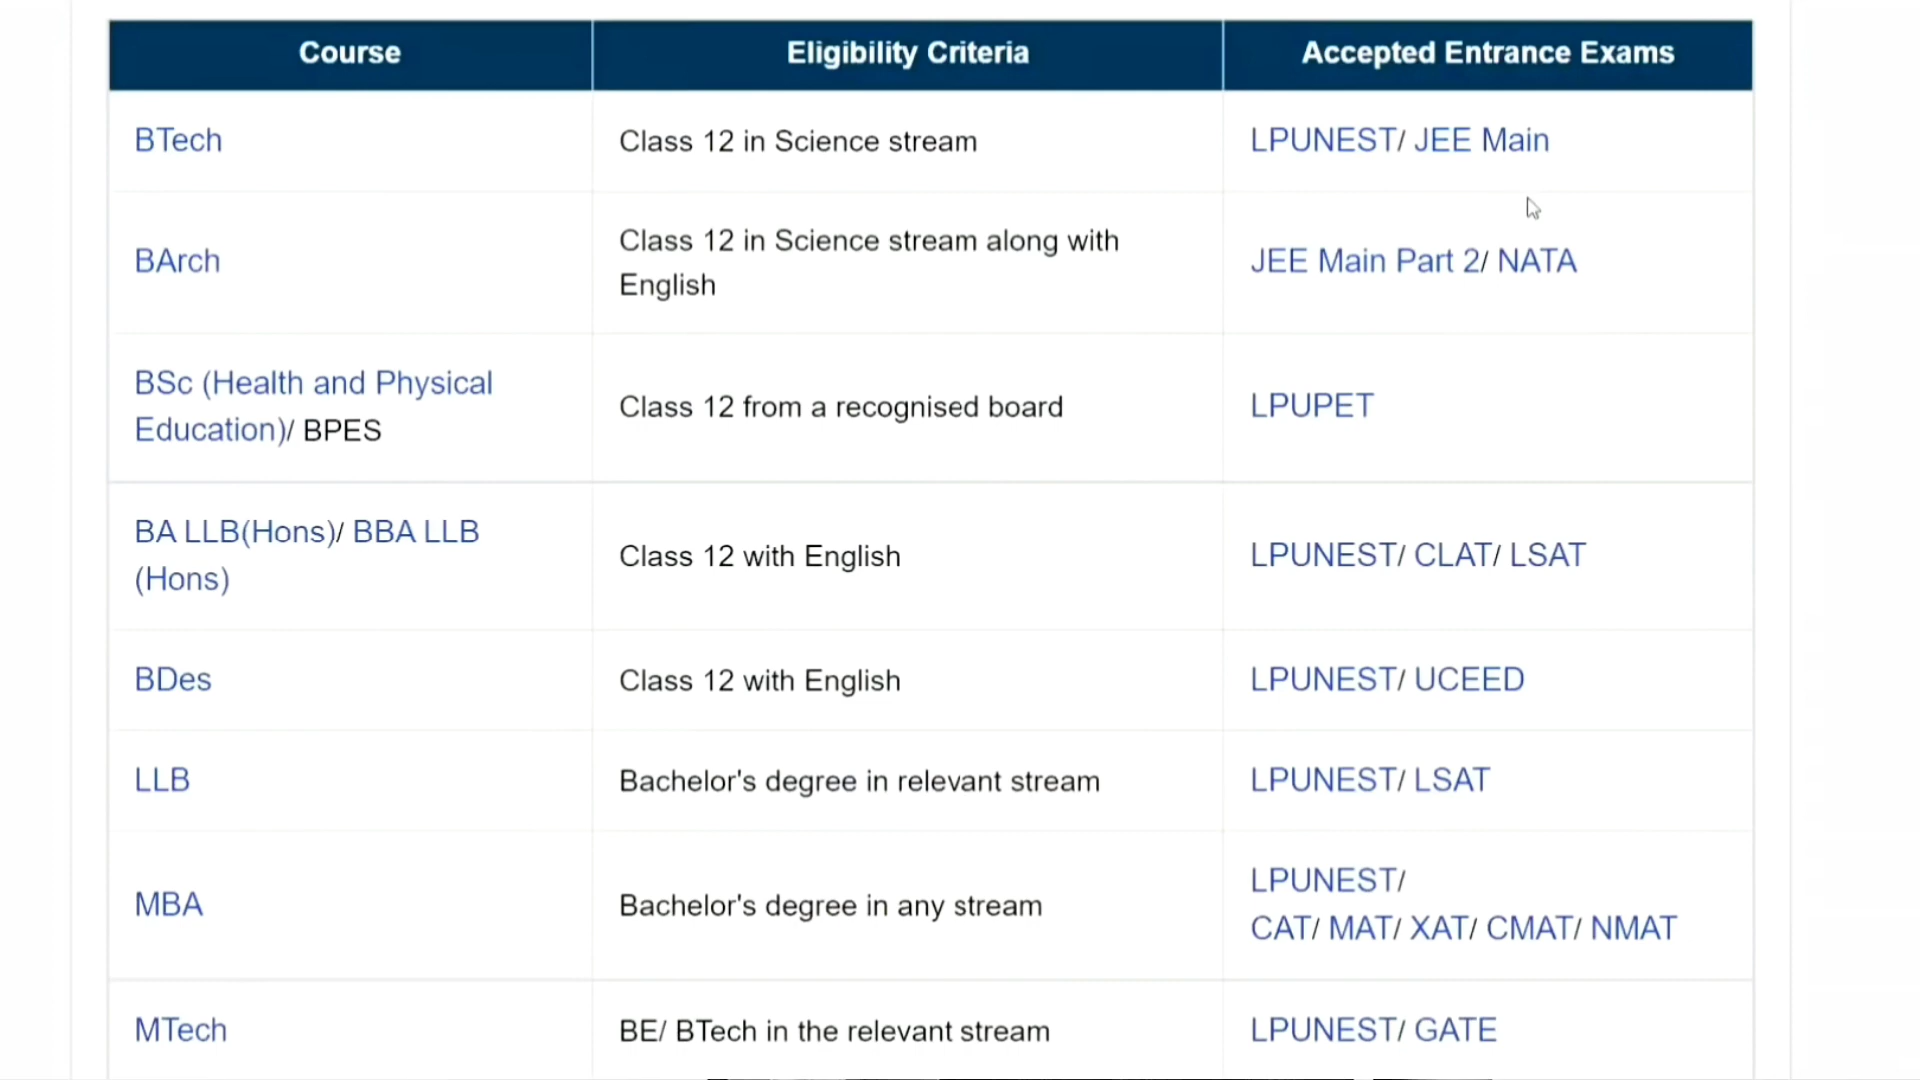 Course Eligibility Criteria Accepted Entrance Exams
BTech Class 12 in Science stream LPUNEST/ JEE Main
BArch Class 12 in Science stream along with
English JEE Main Part 2/ NATA
BSc (Health and Physical
Education)/ BPES Class 12 from a recognised board LPUPET
BA LLB(Hons)/ BBA LLB
(Hons) Class 12 with English LPUNEST/ CLAT/ LSAT
BDes Class 12 with English LPUNEST/ UCEED
LLB Bachelor's degree in relevant stream LPUNEST/ LSAT
MBA Bachelor's degree in any stream LPUNEST/
CAT/ MAT/ XAT/ CMAT/ NMAT
MTech BE/ BTech in the relevant stream LPUNEST/ GATE